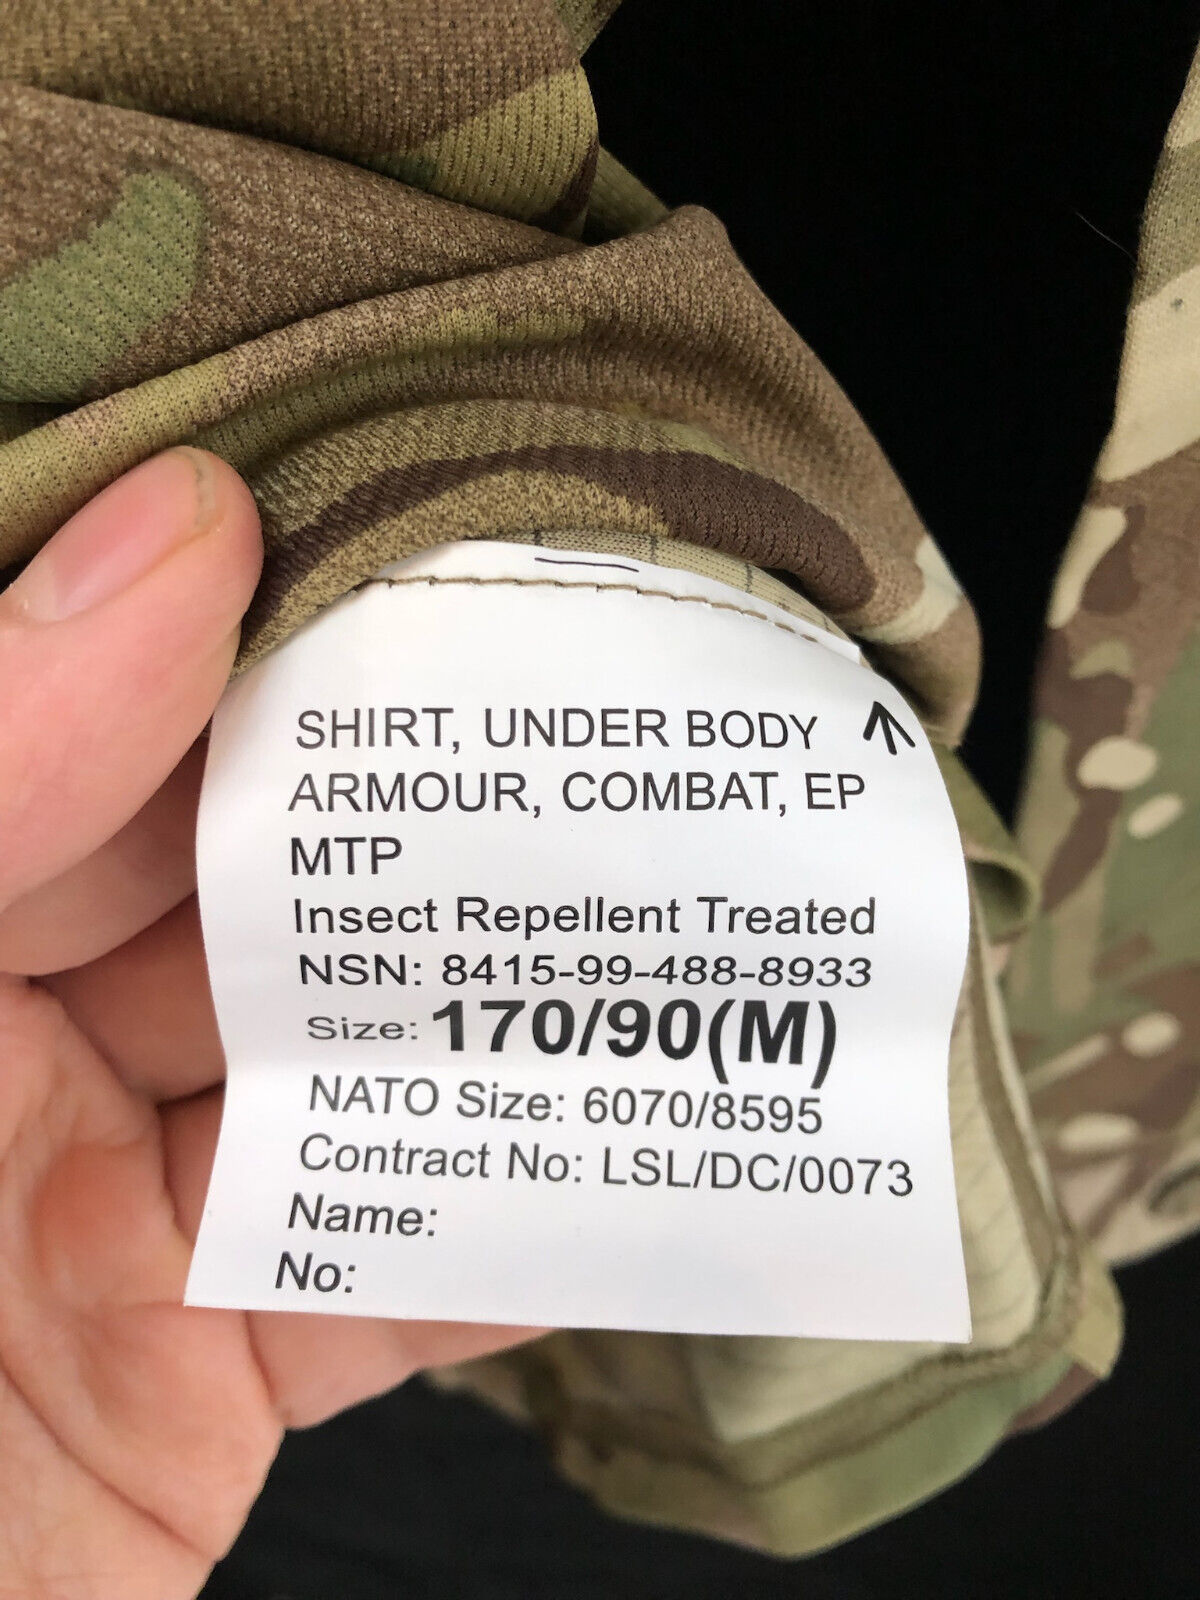 SHIRT, UNDER BODY
ARMOUR, COMBAT, EP
MTP
Insect Repellent Treated
NSN: 8415-99-488-8933
Size: 170/90(M)
NATO Size: 6070/8595
Contract No: LSL/DC/0073
Name:
No: